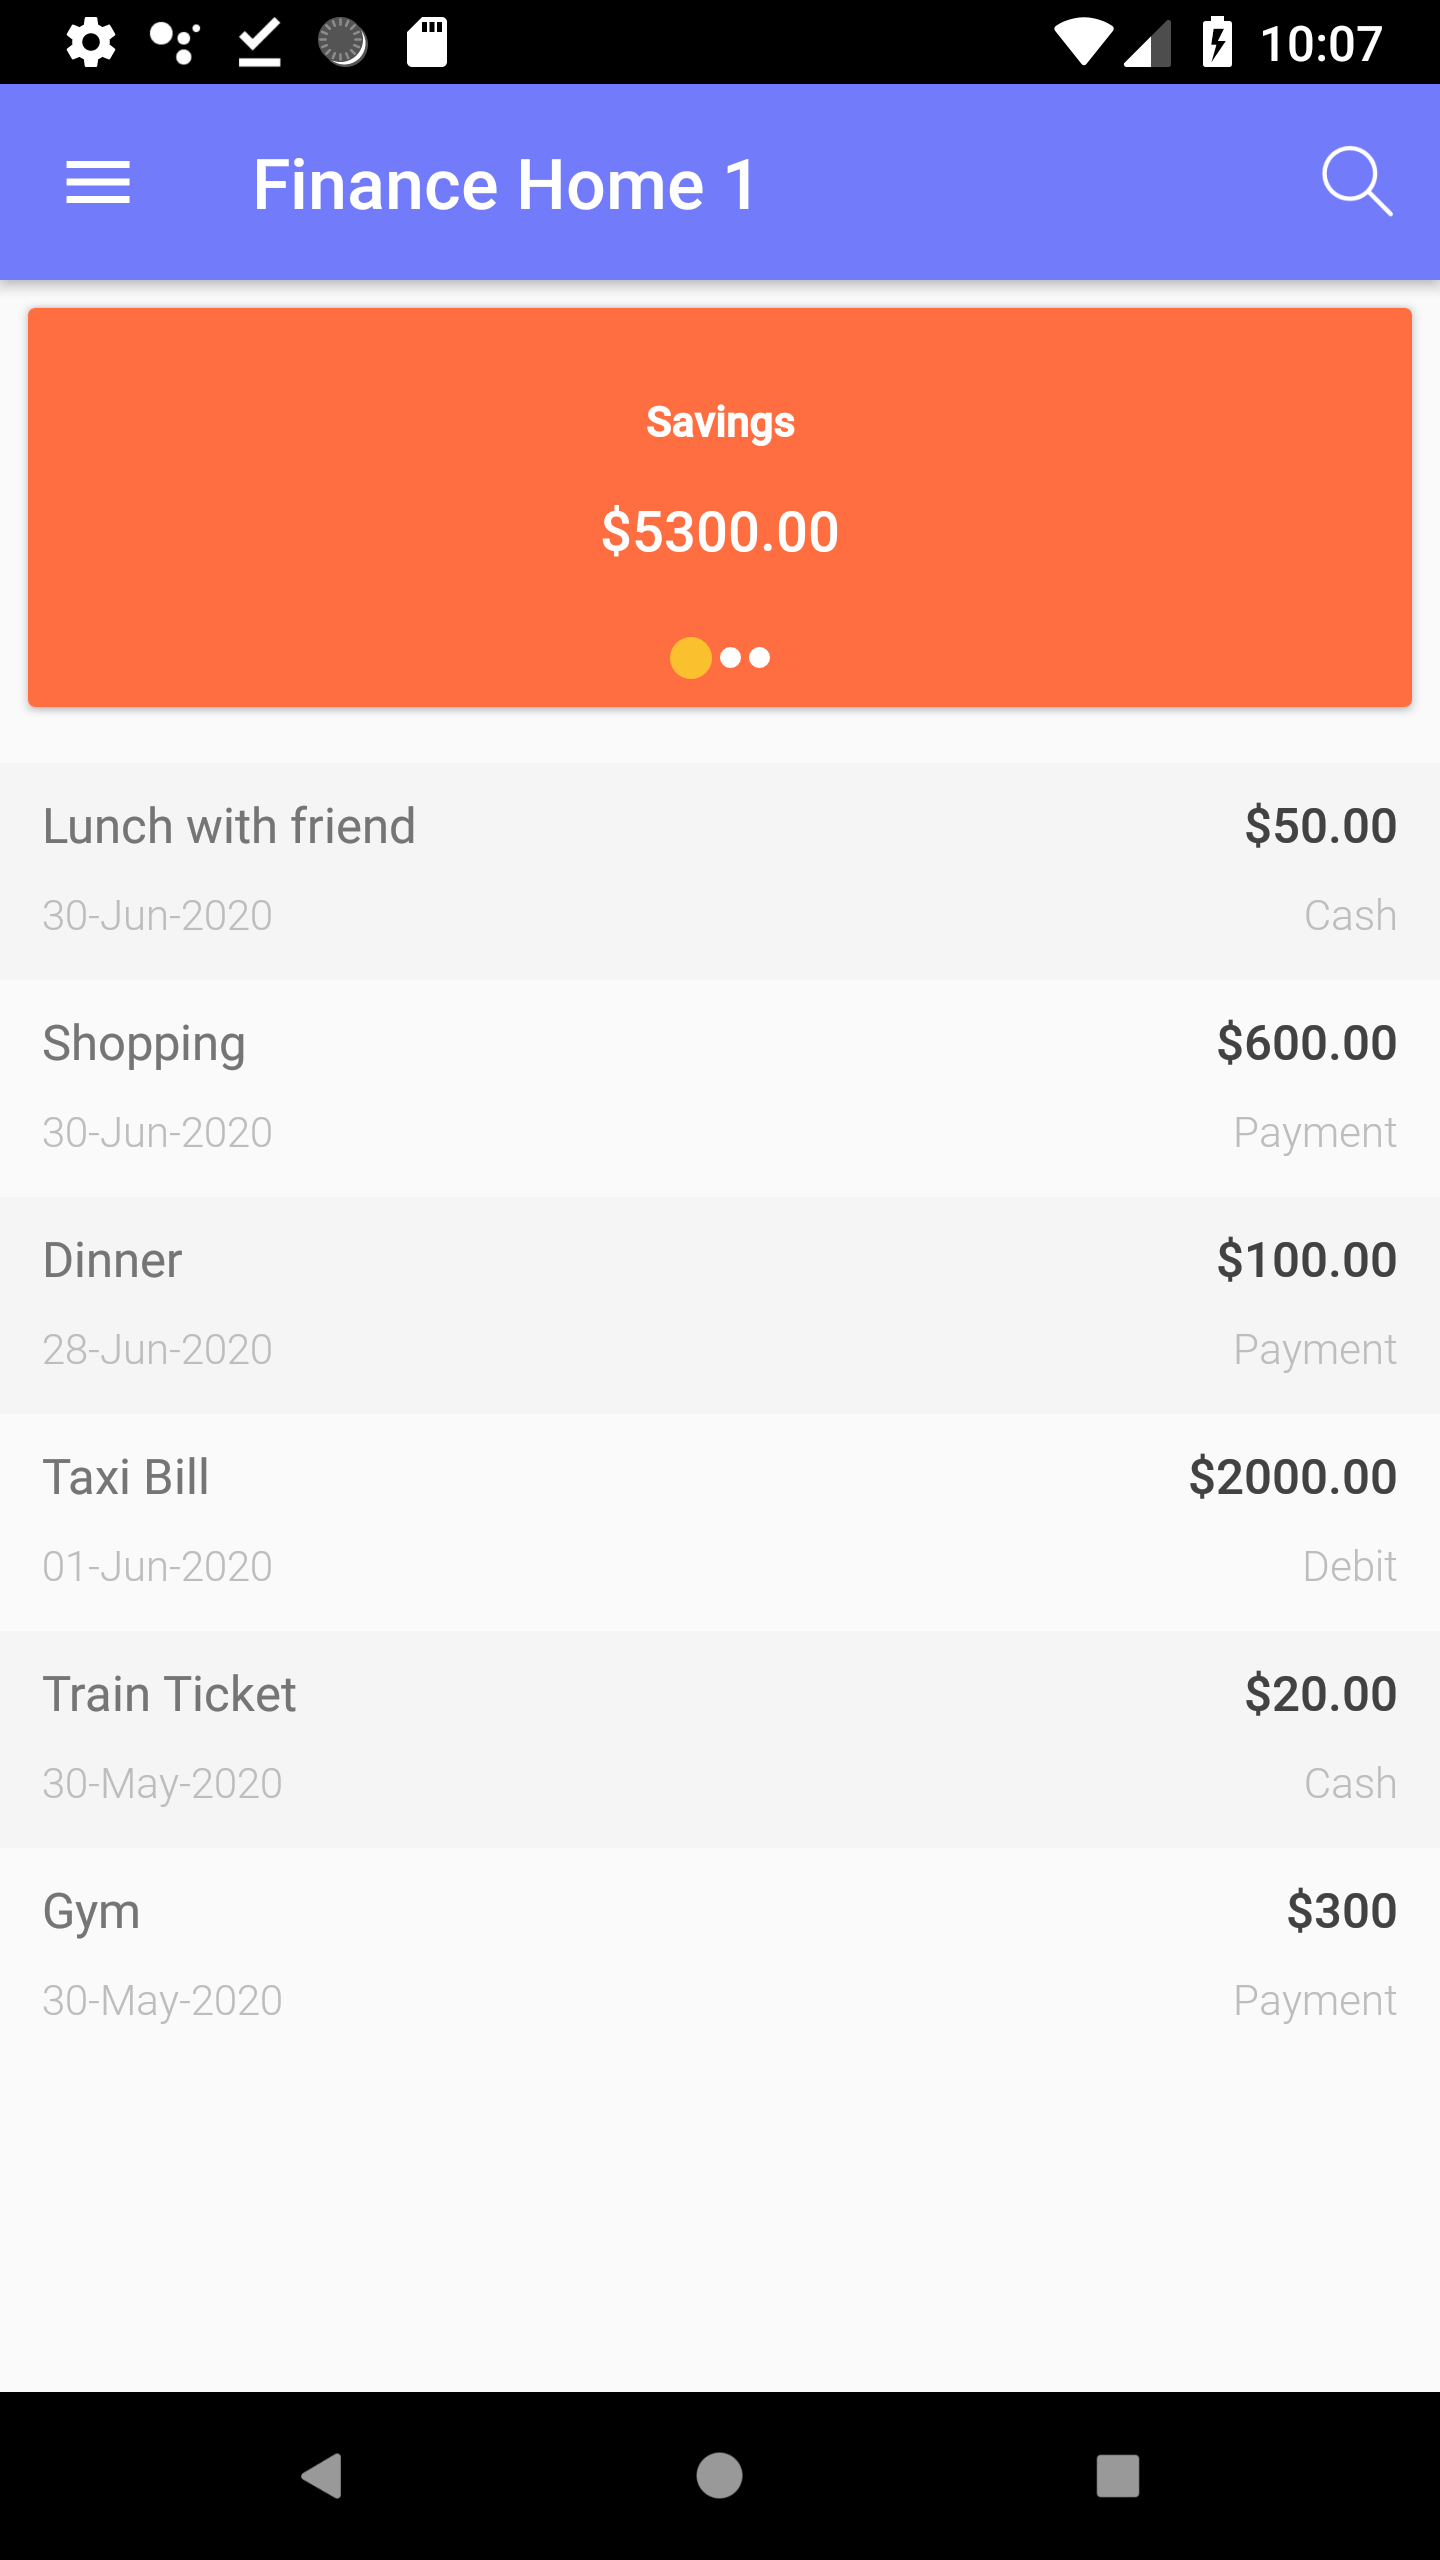 10:07
Finance Home 1
Savings
$5300.00
Lunch with friend $50.00
30-Jun-2020 Cash
Shopping $600.00
30-Jun-2020 Payment
Dinner $100.00
28-Jun-2020 Payment
Taxi Bill $2000.00
01-Jun-2020 Debit
Train Ticket $20.00
30-May-2020 Cash
Gym $300
30-May-2020 Payment